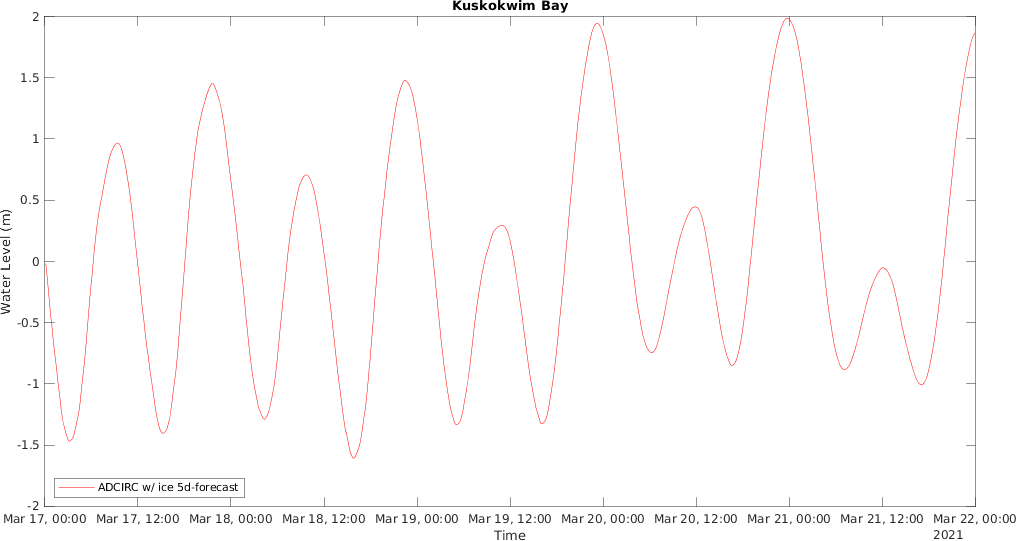 Kuskokwim Bay
2
1.5
1
0.5
0
-0.5
-1
-1.5
-2
Water Level (m)
ADCIRC w/ ice 5d-forecast
Mar 17, 00:00 Mar 17, 12:00 Mar 18, 00:00 Mar 18, 12:00 Mar 19, 00:00 Mar 19, 12:00 Mar 20, 00:00 Mar 20, 12:00 Mar 21, 00:00 Mar 21, 12:00 Mar 22, 00:00
Time
2021